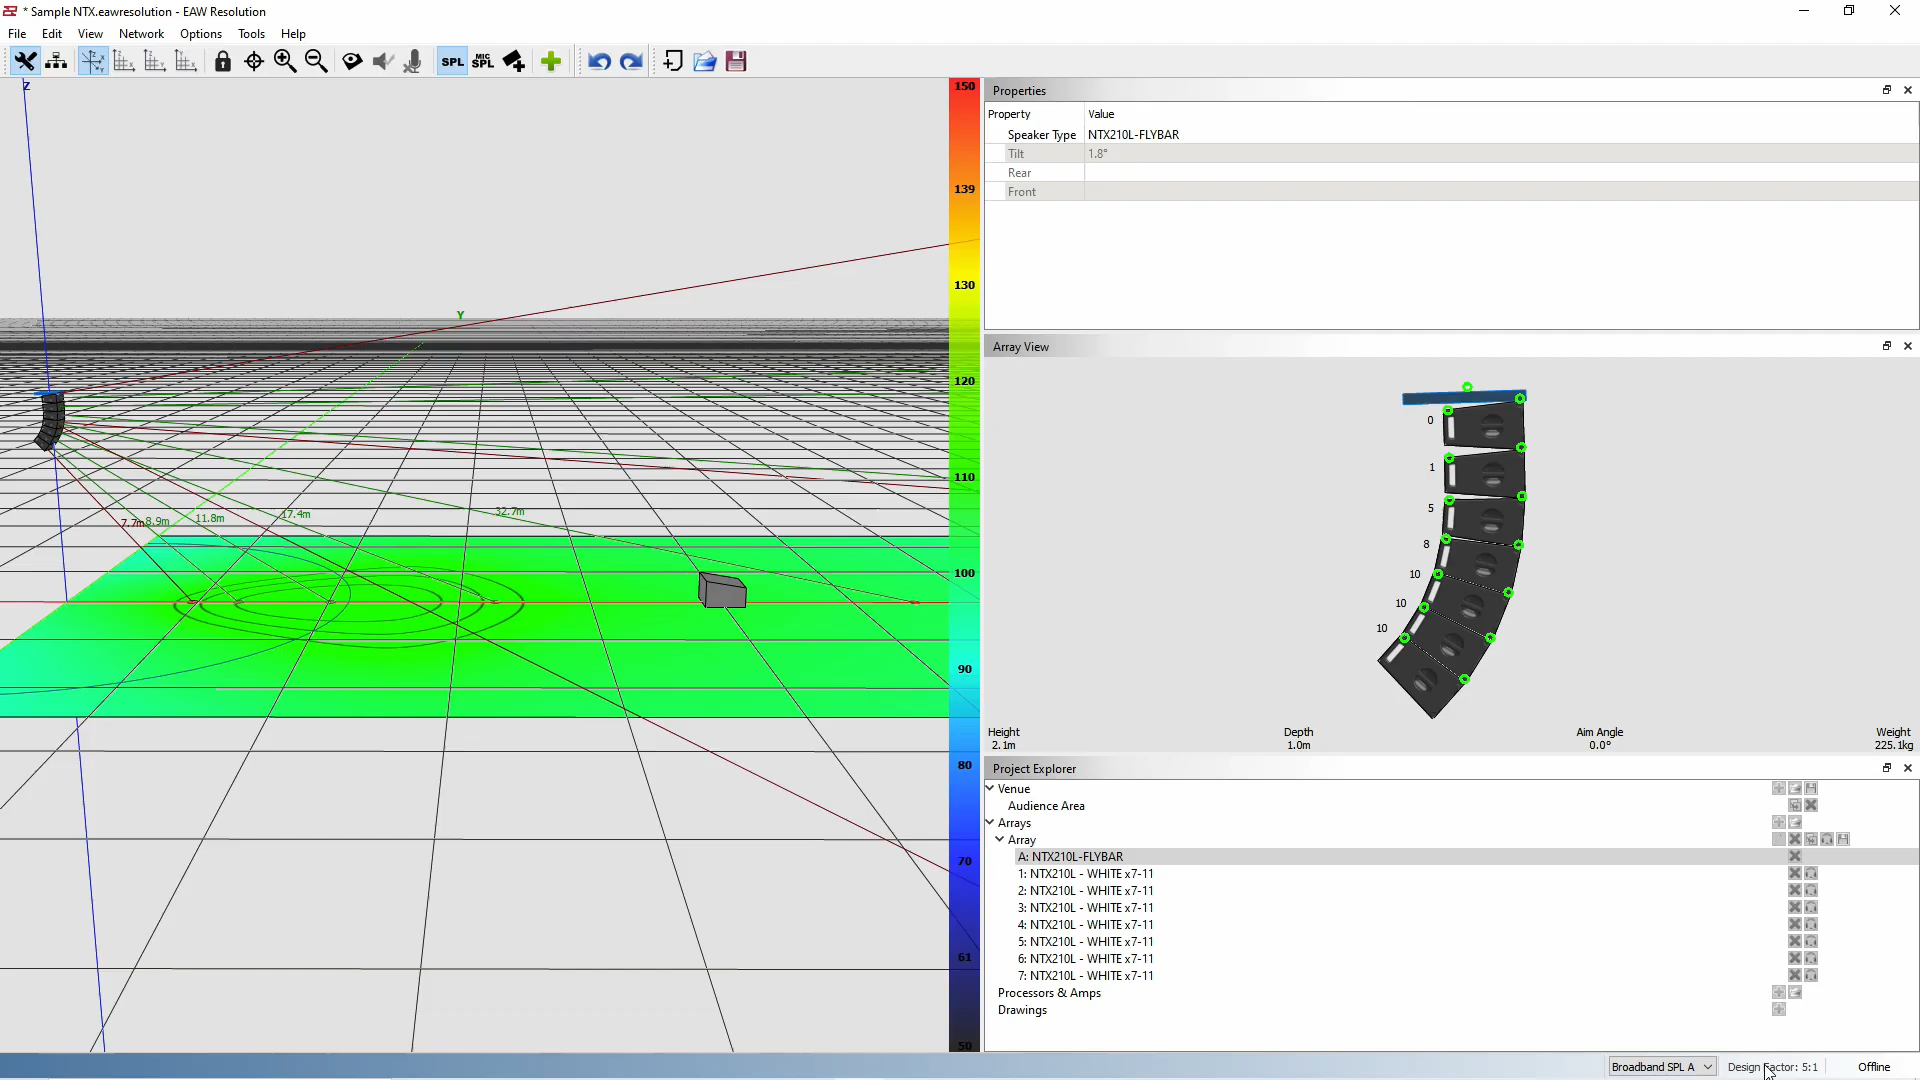 * Sample NTX.eawresolution - EAW Resolution
File Edit View Network Options Tools Help
SPL MIC SPL
Z
Y
7.7m 8.9m 11.8m 17.4m 32.7m
150
139
130
120
110
100
90
80
70
61
50
Properties
Property Value
Speaker Type NTX210L-FLYBAR
Tilt 1.8°
Rear
Front
Array View
0
1
5
8
10
10
10
Height Depth Aim Angle Weight
2.1m 1.0m 0.0° 225.1kg
Project Explorer
Venue
Audience Area
Arrays
Array
A: NTX210L-FLYBAR
1: NTX210L - WHITE x7-11
2: NTX210L - WHITE x7-11
3: NTX210L - WHITE x7-11
4: NTX210L - WHITE x7-11
5: NTX210L - WHITE x7-11
6: NTX210L - WHITE x7-11
7: NTX210L - WHITE x7-11
Processors & Amps
Drawings
Broadband SPL A Design Factor: 5:1 Offline